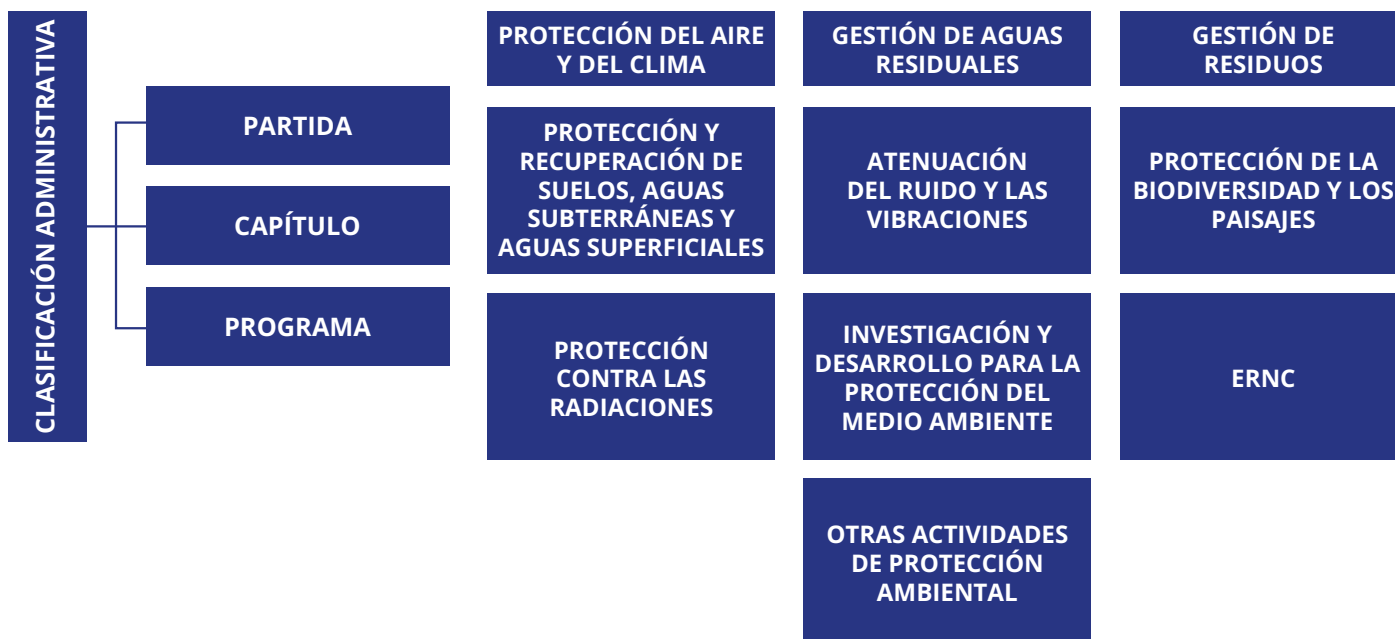 CLASIFICACIÓN ADMINISTRATIVA
PARTIDA
CAPÍTULO
PROGRAMA
PROTECCIÓN DEL AIRE
Y DEL CLIMA
GESTIÓN DE AGUAS
RESIDUALES
GESTIÓN DE
RESIDUOS
PROTECCIÓN Y
RECUPERACIÓN DE
SUELOS, AGUAS
SUBTERRÁNEAS Y
AGUAS SUPERFICIALES
ATENUACIÓN
DEL RUIDO Y LAS
VIBRACIONES
PROTECCIÓN DE LA
BIODIVERSIDAD Y LOS
PAISAJES
PROTECCIÓN
CONTRA LAS
RADIACIONES
INVESTIGACIÓN Y
DESARROLLO PARA LA
PROTECCIÓN DEL
MEDIO AMBIENTE
ERNC
OTRAS ACTIVIDADES
DE PROTECCIÓN
AMBIENTAL